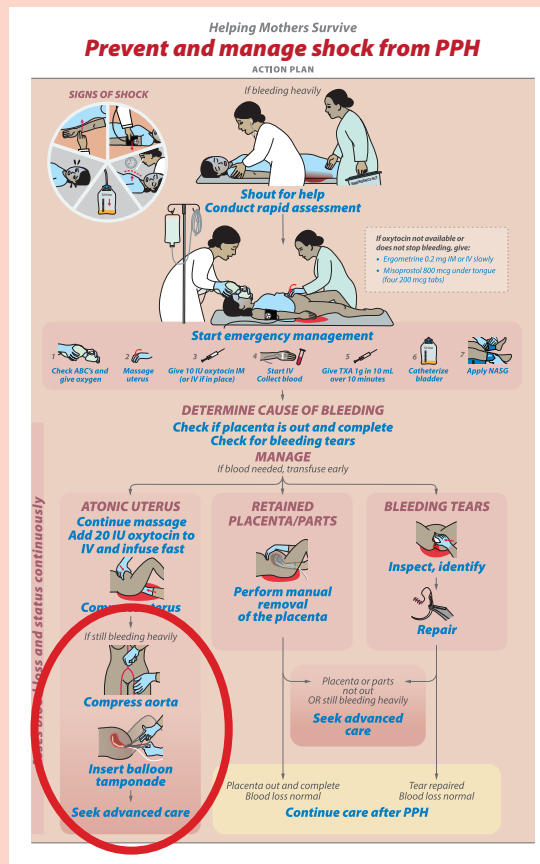 Helping Mothers Survive
Prevent and manage shock from PPH
ACTION PLAN
SIGNS OF SHOCK
If bleeding heavily
Shout for help
Conduct rapid assessment
If oxytocin not available or
does not stop bleeding, give:
• Ergometrine 0.2 mg IM or IV slowly
• Misoprostol 800 mcg under tongue
(four 200 mcg tabs)
Start emergency management
1
Check ABC's and
give oxygen
2
Massage
uterus
3
Give 10 IU oxytocin IM
(or IV if in place)
4
Start IV
Collect blood
5
Give TXA 1g in 10 mL
over 10 minutes
6
Catheterize
bladder
7
Apply NASG
DETERMINE CAUSE OF BLEEDING
Check if placenta is out and complete
Check for bleeding tears
MANAGE
If blood needed, transfuse early
loss and status continuously
ATONIC UTERUS
Continue massage
Add 20 IU oxytocin to
IV and infuse fast
uterus
If still bleeding heavily
Compress aorta
Insert balloon
tamponade
Seek advanced care
RETAINED
PLACENTA/PARTS
Perform manual
removal
of the placenta
BLEEDING TEARS
Inspect, identify
Repair
Placenta or parts
not out
OR still bleeding heavily
Seek advanced
care
Placenta out and complete
Blood loss normal
Tear repaired
Blood loss normal
Continue care after PPH